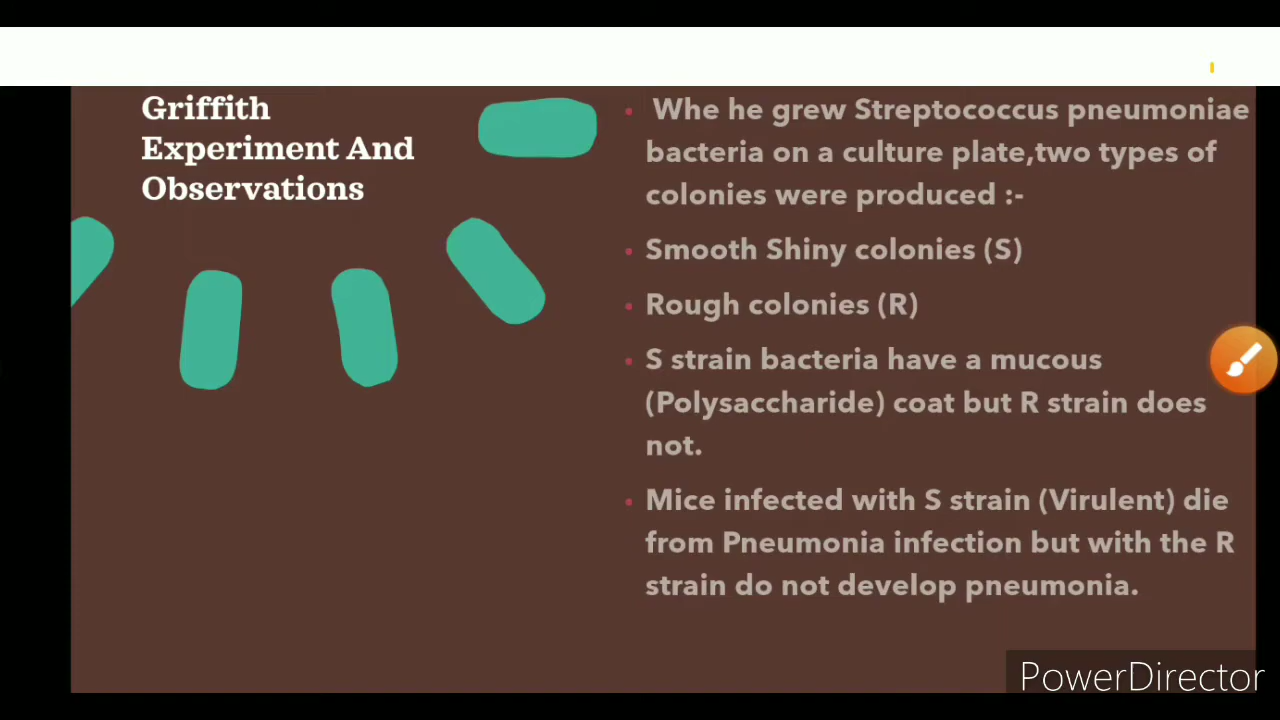 Griffith
Experiment And
Observations
• Whe he grew Streptococcus pneumoniae
bacteria on a culture plate,two types of
colonies were produced :-
• Smooth Shiny colonies (S)
• Rough colonies (R)
• S strain bacteria have a mucous
(Polysaccharide) coat but R strain does
not.
• Mice infected with S strain (Virulent) die
from Pneumonia infection but with the R
strain do not develop pneumonia.
PowerDirector